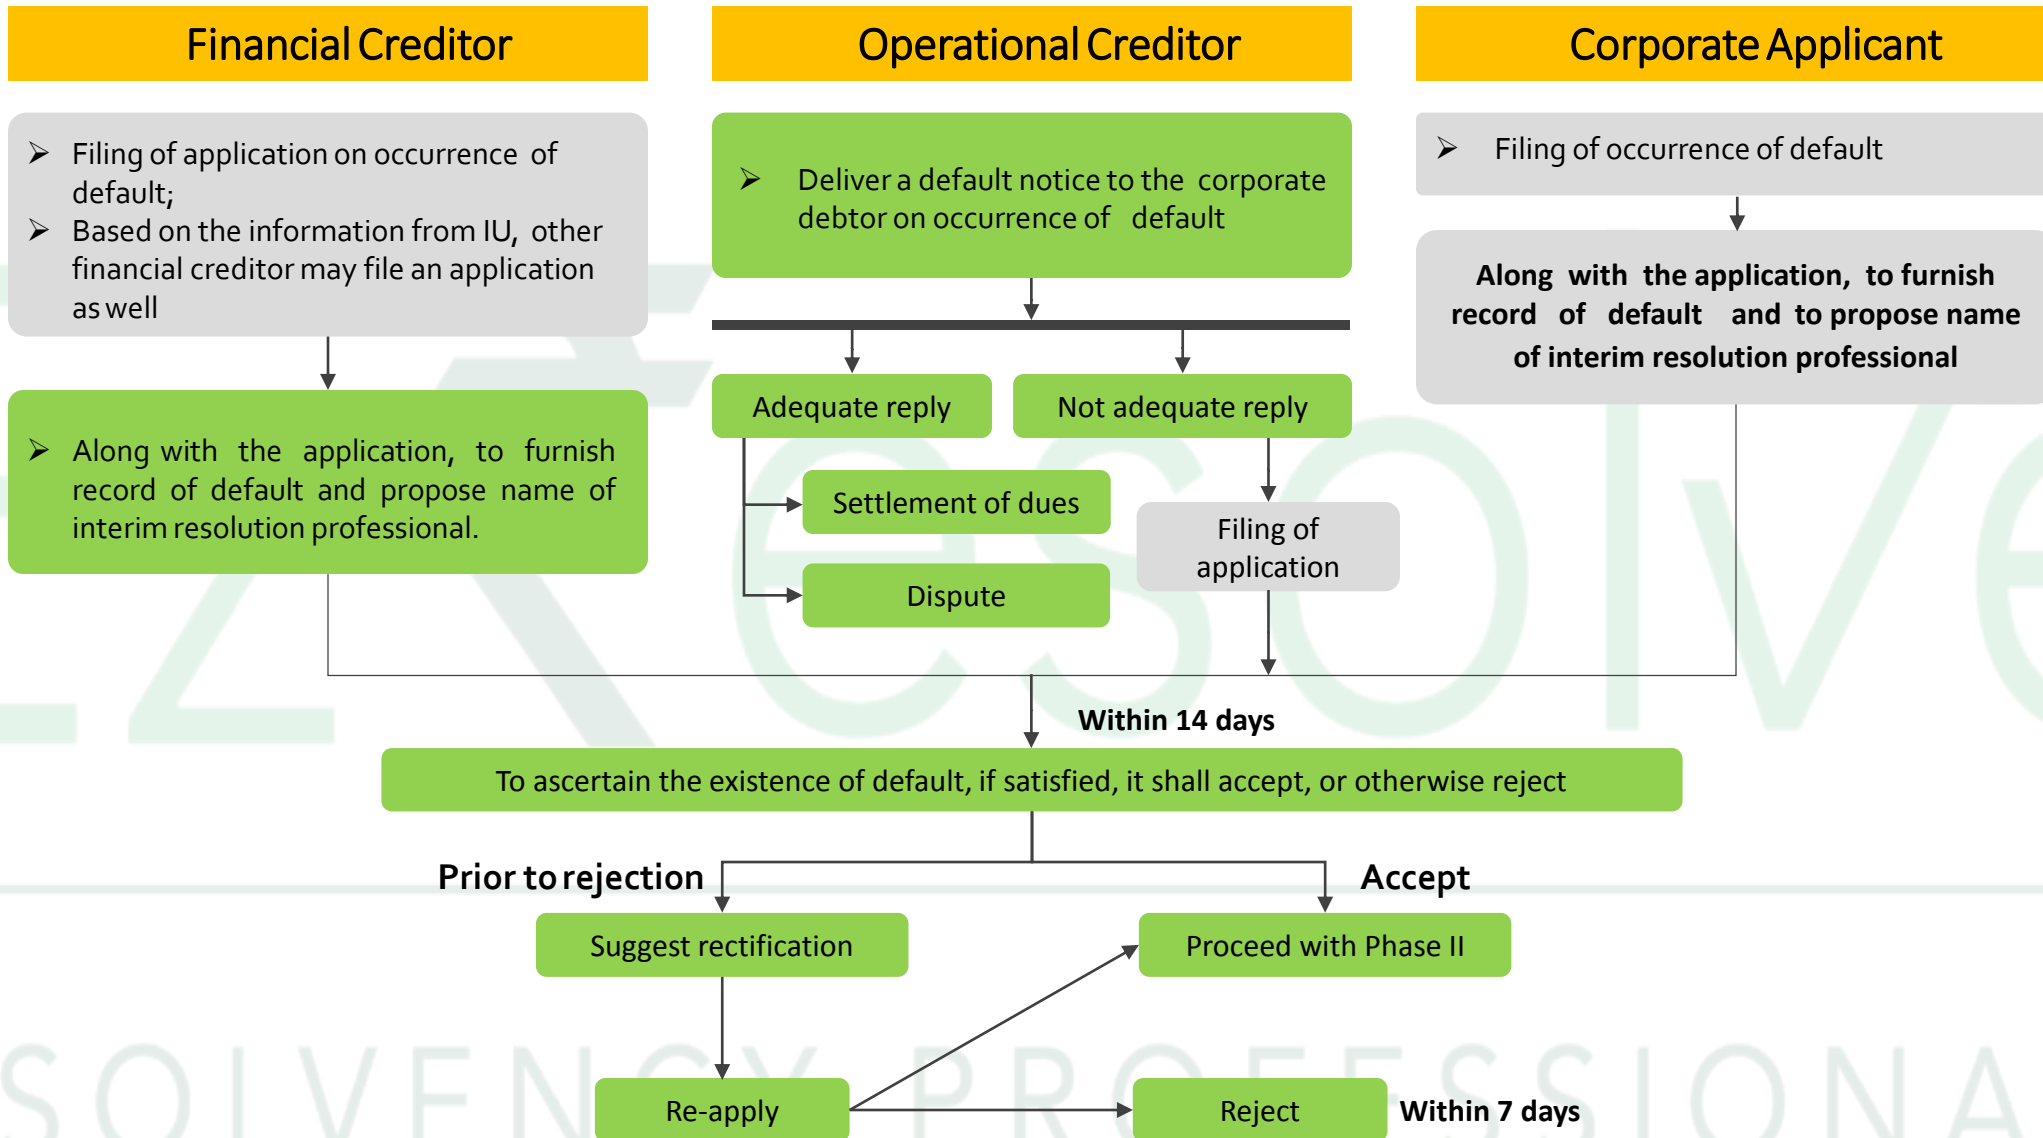 Financial Creditor
Operational Creditor
Corporate Applicant
➢ Filing of application on occurrence of
default;
➢ Based on the information from IU, other
financial creditor may file an application
as well
➢ Along with the application, to furnish
record of default and propose name of
interim resolution professional.
➢ Deliver a default notice to the corporate
debtor on occurrence of default
Adequate reply
Not adequate reply
Settlement of dues
Dispute
Filing of
application
➢ Filing of occurrence of default
Along with the application, to furnish
record of default and to propose name
of interim resolution professional
Within 14 days
To ascertain the existence of default, if satisfied, it shall accept, or otherwise reject
Prior to rejection
Accept
Suggest rectification
Proceed with Phase II
Re-apply
Reject
Within 7 days
esolve
SOLVENCY PROFESSIONA